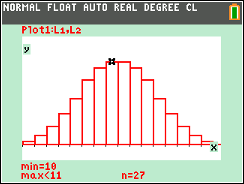 NORMAL FLOAT AUTO REAL DEGREE CL
Plot1:L1,L2
y
x
min=10
max<11 n=27